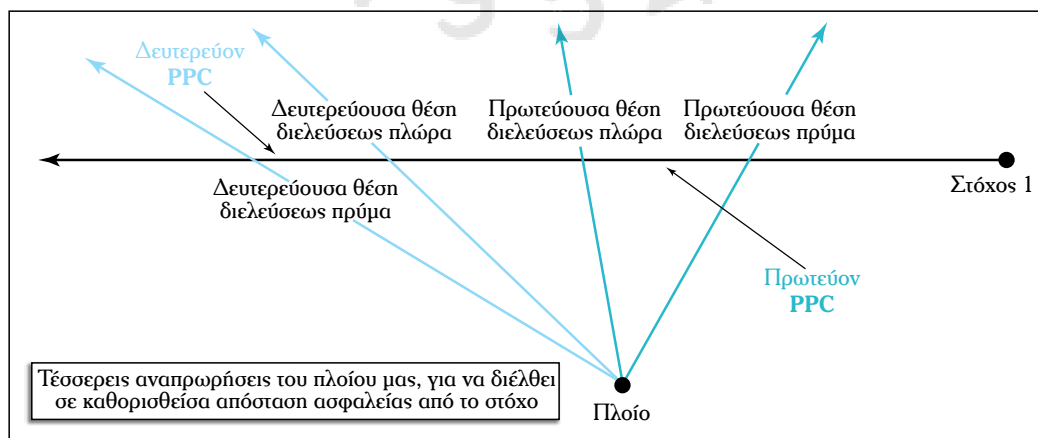 Δευτερεύον
PPC
Δευτερεύουσα θέση
διελεύσεως πλώρα
Πρωτεύουσα θέση
διελεύσεως πλώρα
Πρωτεύουσα θέση
διελεύσεως πρύμα
Στόχος 1
Δευτερεύουσα θέση
διελεύσεως πρύμα
Πρωτεύον
PPC
Τέσσερεις αναπρωρήσεις του πλοίου μας, για να διέλθει
σε καθορισθείσα απόσταση ασφαλείας από το στόχο
Πλοίο